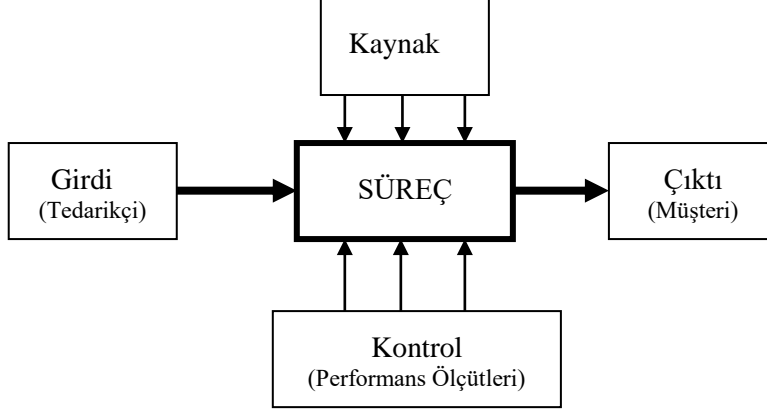 Kaynak
Girdi
(Tedarikçi)
SÜREÇ
Çıktı
(Müşteri)
Kontrol
(Performans Ölçütleri)